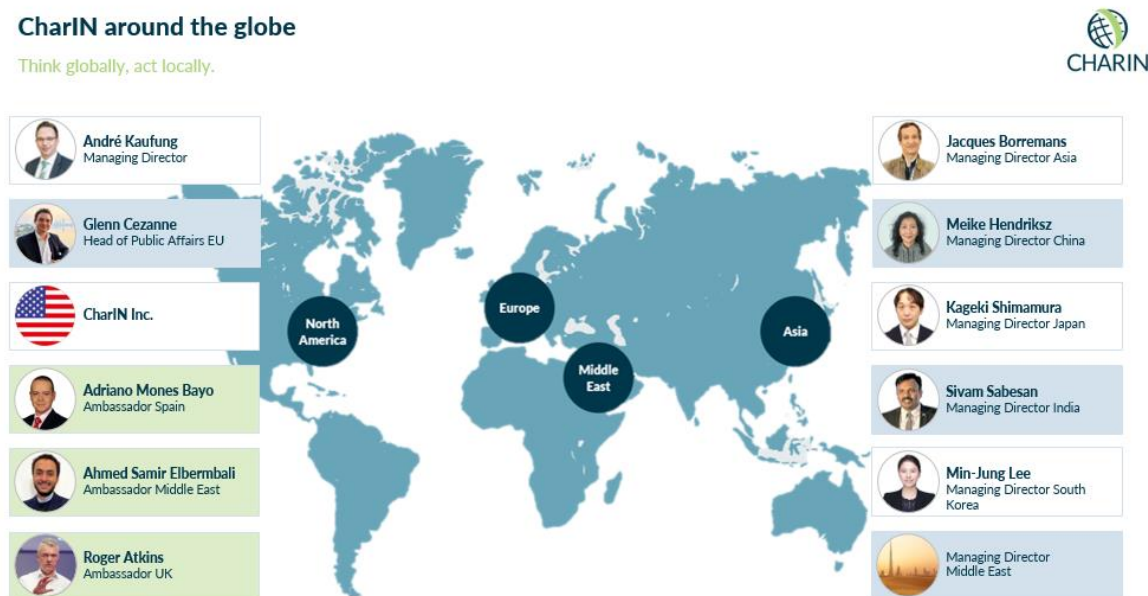 CharIN around the globe
Think globally, act locally.
CHARIN
André Kaufung
Managing Director
Glenn Cezanne
Head of Public Affairs EU
CharIN Inc.
Adriano Mones Bayo
Ambassador Spain
Ahmed Samir Elbermbali
Ambassador Middle East
Roger Atkins
Ambassador UK
North
America
Europe
Middle
East
Asia
Jacques Borremans
Managing Director Asia
Meike Hendriksz
Managing Director China
Kageki Shimamura
Managing Director Japan
Sivam Sabesan
Managing Director India
Min-Jung Lee
Managing Director South
Korea
Managing Director
Middle East